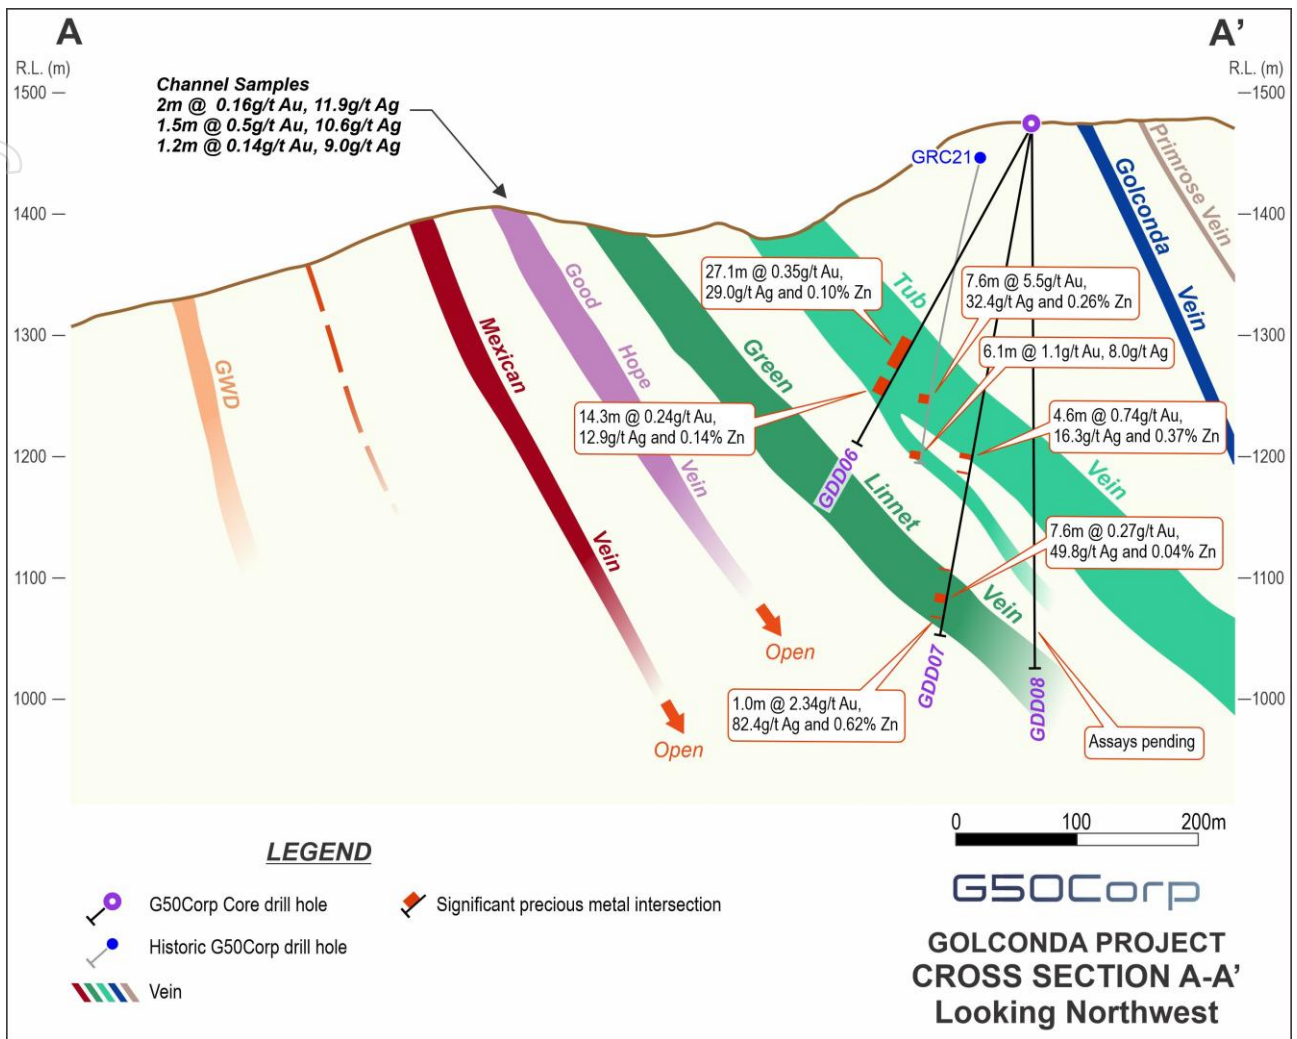 A
A’
R.L. (m)
R.L. (m)
Channel Samples
2m @ 0.16g/t Au, 11.9g/t Ag
1.5m @ 0.5g/t Au, 10.6g/t Ag
1.2m @ 0.14g/t Au, 9.0g/t Ag
1500
1400
1300
1200
1100
1000
1500
1400
1300
1200
1100
1000
GRC21
GWD
Mexican
Vein
Good
Hope
Vein
Green
Linnet
Vein
Tub
Vein
Golconda
Vein
Primrose Vein
27.1m @ 0.35g/t Au,
29.0g/t Ag and 0.10% Zn
7.6m @ 5.5g/t Au,
32.4g/t Ag and 0.26% Zn
6.1m @ 1.1g/t Au, 8.0g/t Ag
14.3m @ 0.24g/t Au,
12.9g/t Ag and 0.14% Zn
4.6m @ 0.74g/t Au,
16.3g/t Ag and 0.37% Zn
7.6m @ 0.27g/t Au,
49.8g/t Ag and 0.04% Zn
1.0m @ 2.34g/t Au,
82.4g/t Ag and 0.62% Zn
Assays pending
GDD06
GDD07
GDD08
Open
Open
0 100 200m
LEGEND
G50Corp Core drill hole
Historic G50Corp drill hole
Vein
Significant precious metal intersection
G50Corp
GOLCONDA PROJECT
CROSS SECTION A-A’
Looking Northwest